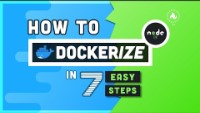 HOW TO
node
DOCKERIZE
IN 7 EASY
STEPS